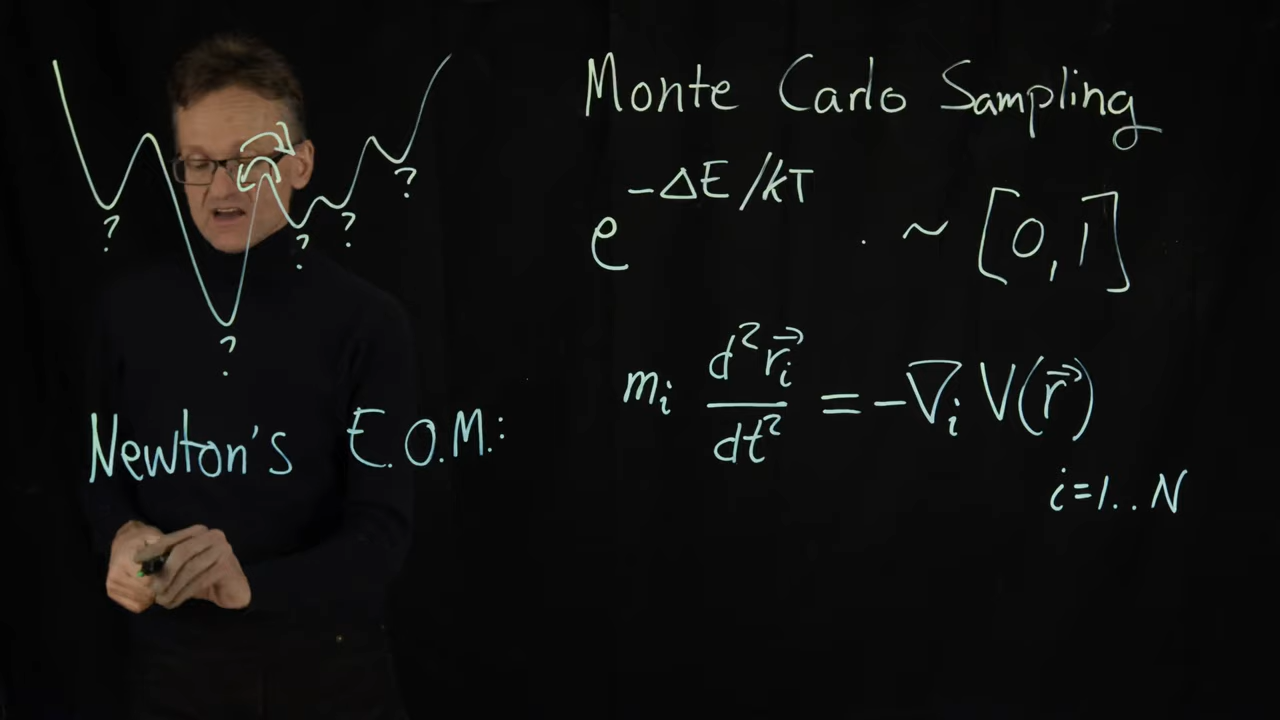 Monte Carlo Sampling
e^{-ΔE/kT} ~ [0,1]
? ? ? ? ?
Newton's E.O.M.: m_i d²r⃗_i/dt² = -∇_i V(r⃗)
i=1..N